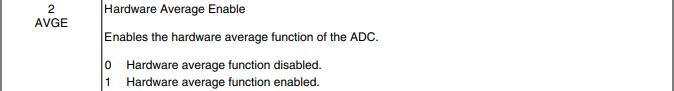 2
AVGE
Hardware Average Enable
Enables the hardware average function of the ADC.
0 Hardware average function disabled.
1 Hardware average function enabled.